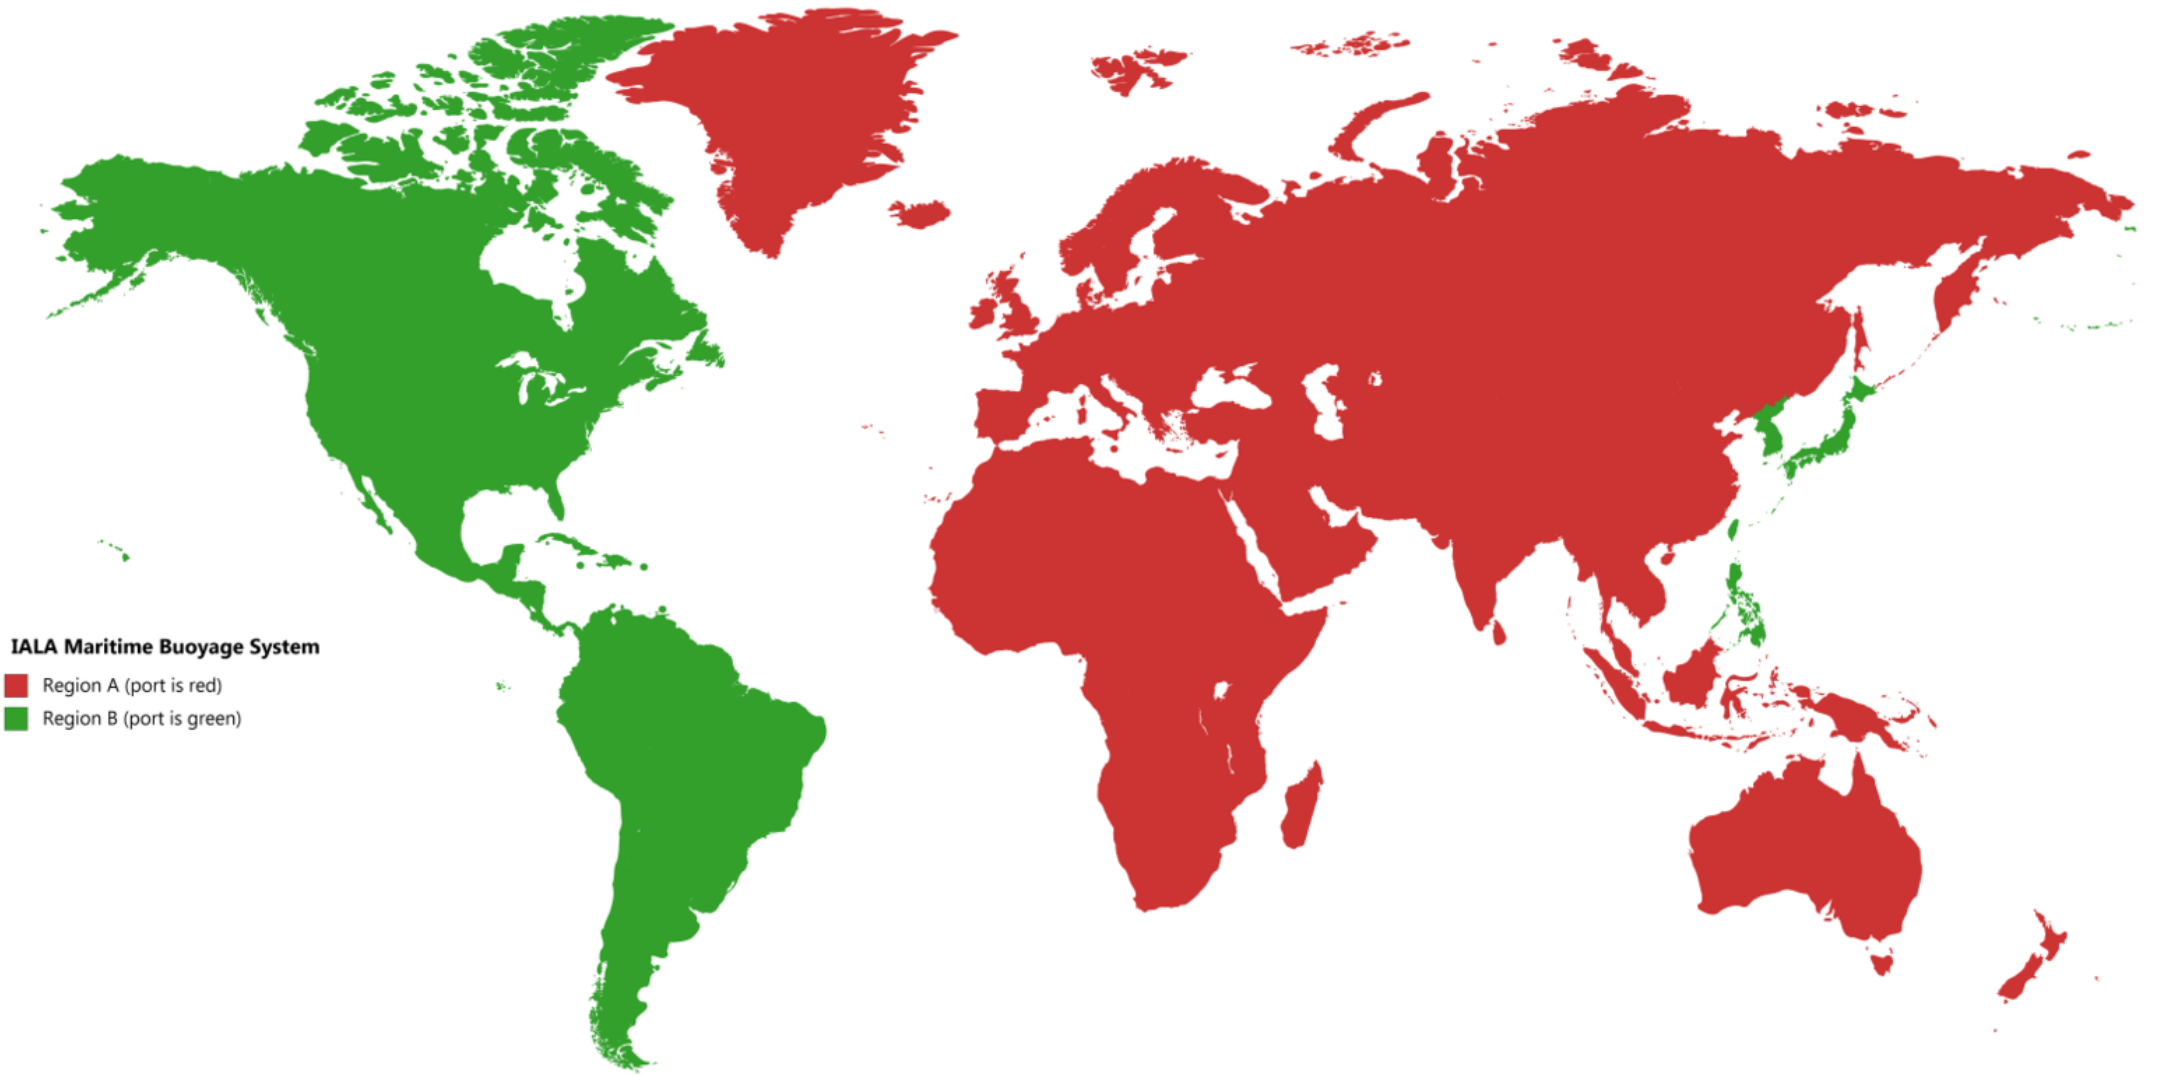 IALA Maritime Buoyage System
Region A (port is red)
Region B (port is green)